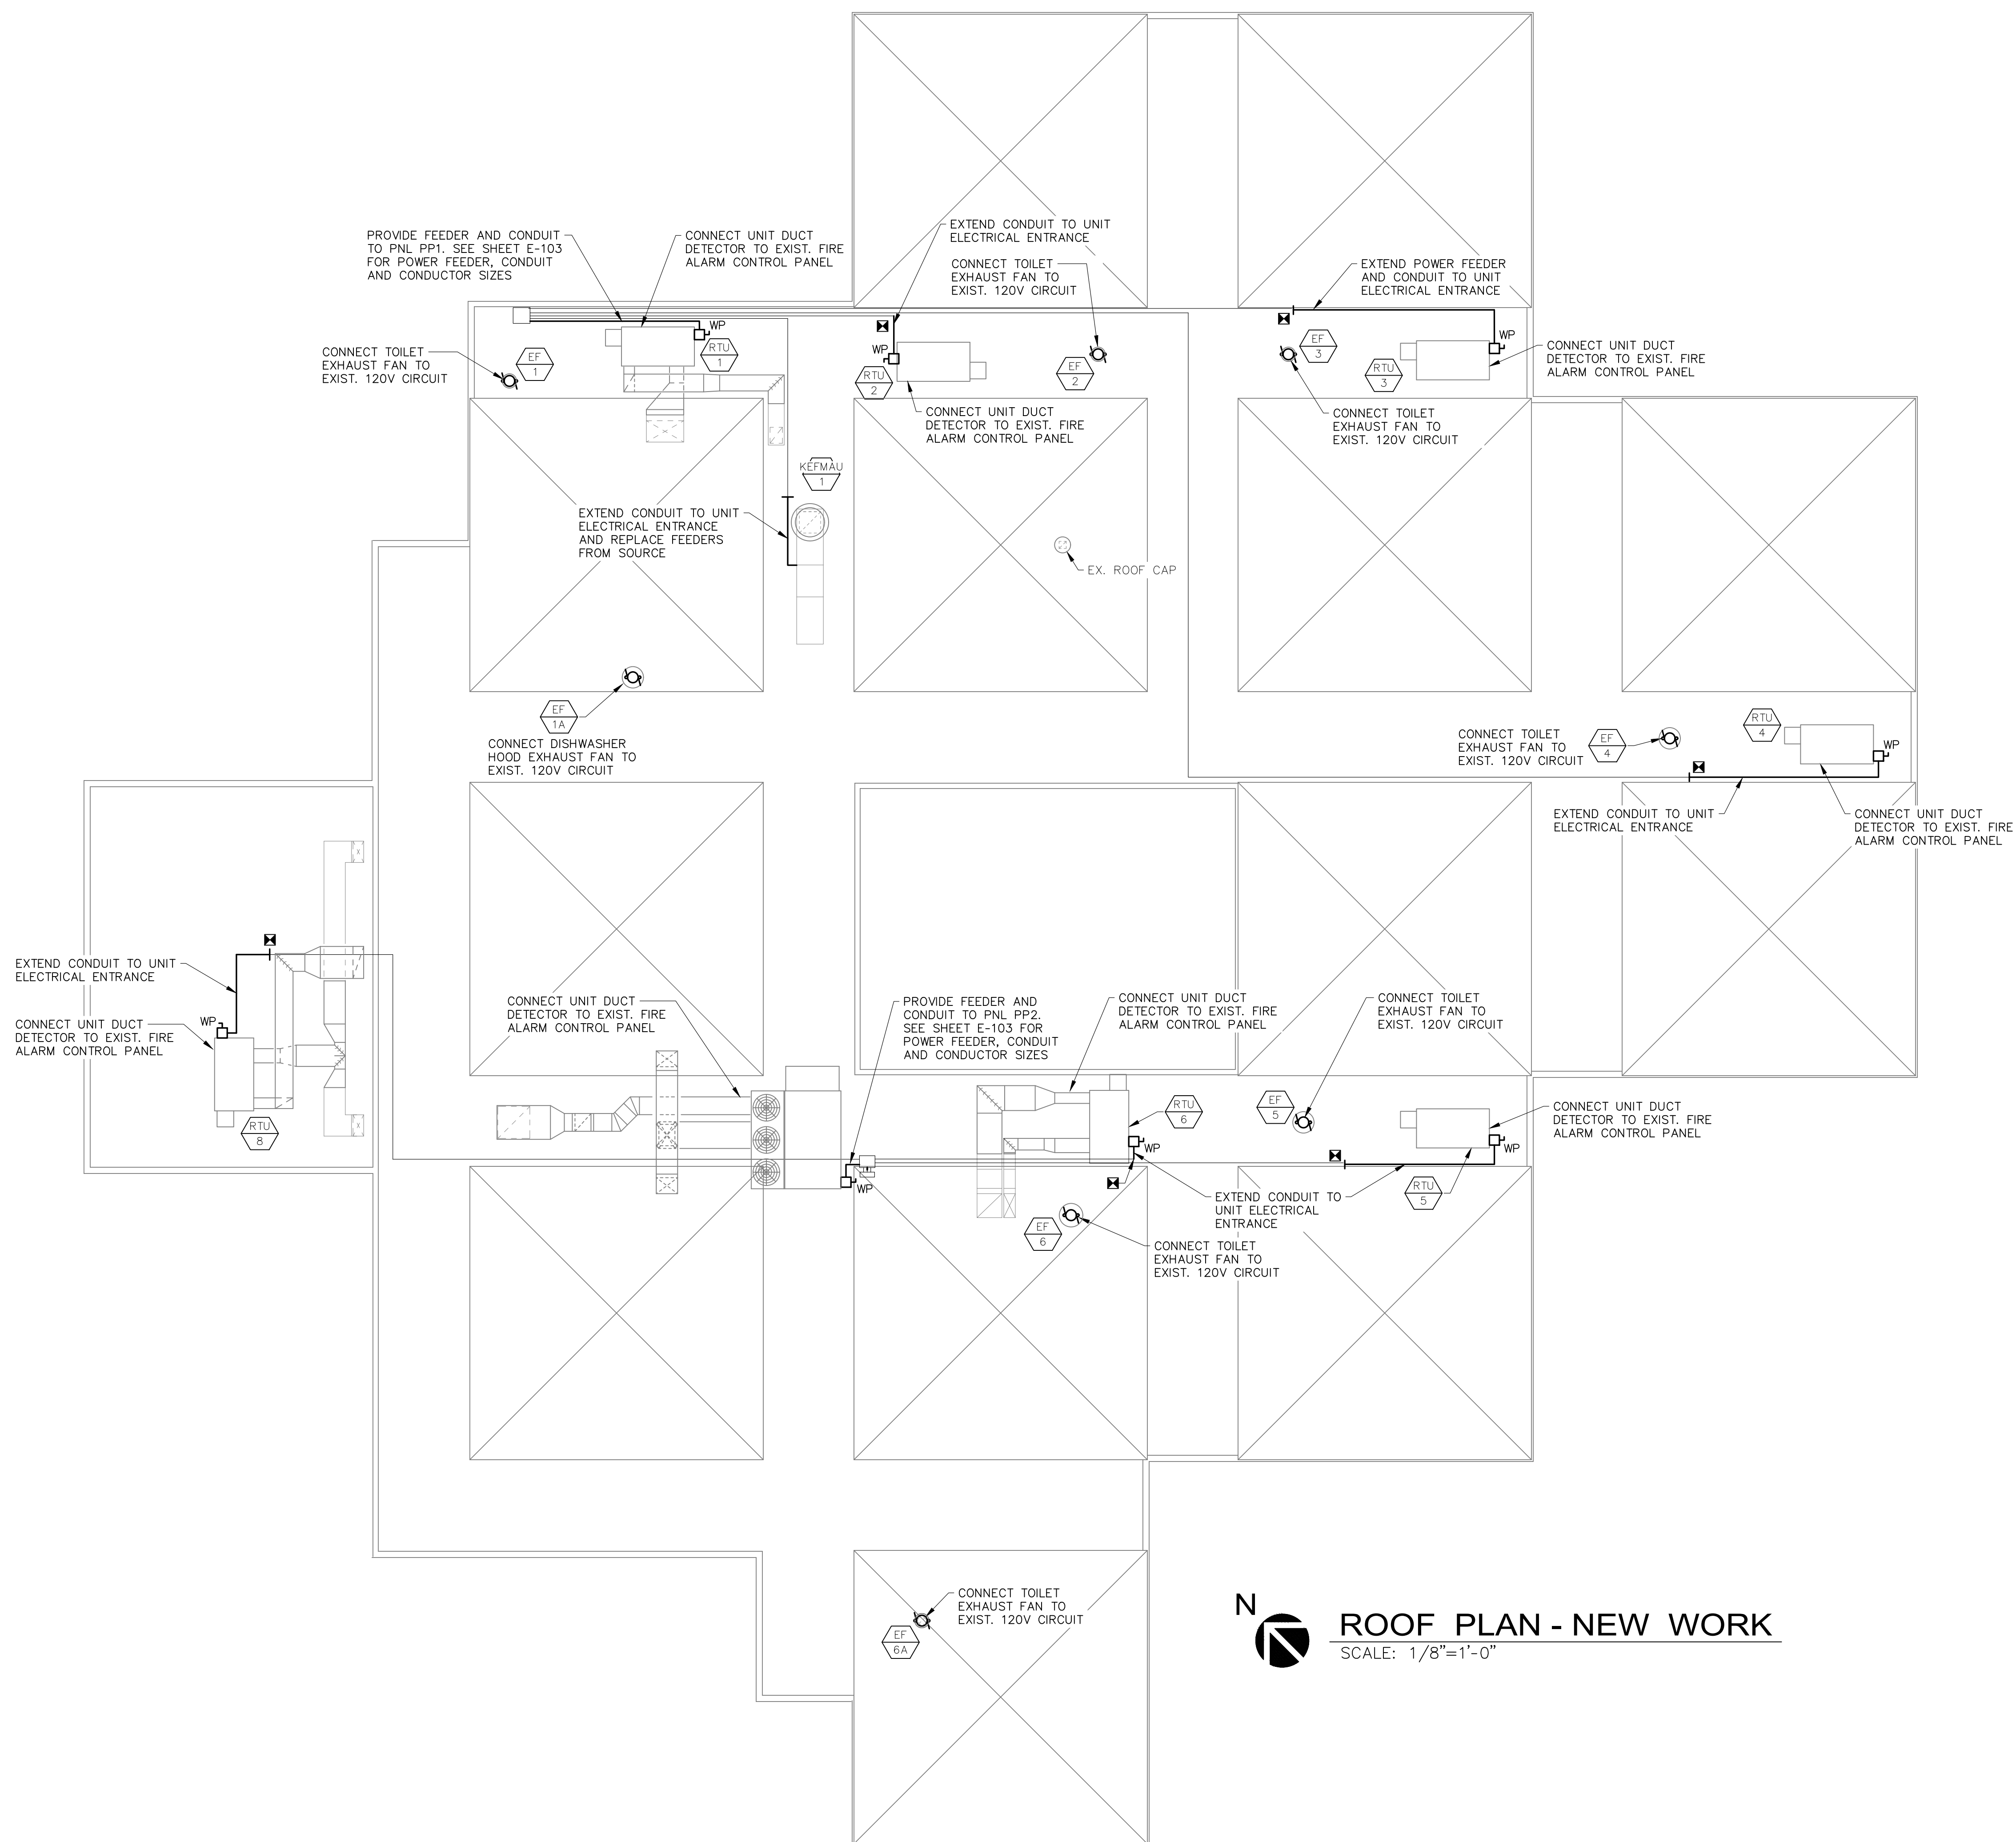 PROVIDE FEEDER AND CONDUIT
TO PNL PP1. SEE SHEET E-103
FOR POWER FEEDER, CONDUIT
AND CONDUCTOR SIZES
CONNECT UNIT DUCT
DETECTOR TO EXIST. FIRE
ALARM CONTROL PANEL
EXTEND CONDUIT TO UNIT
ELECTRICAL ENTRANCE
CONNECT TOILET
EXHAUST FAN TO
EXIST. 120V CIRCUIT
EXTEND POWER FEEDER
AND CONDUIT TO UNIT
ELECTRICAL ENTRANCE
CONNECT TOILET
EXHAUST FAN TO
EXIST. 120V CIRCUIT
EF
1
WP
RTU
1
WP
RTU
2
EF
2
EF
3
RTU
3
WP
CONNECT UNIT DUCT
DETECTOR TO EXIST. FIRE
ALARM CONTROL PANEL
CONNECT UNIT DUCT
DETECTOR TO EXIST. FIRE
ALARM CONTROL PANEL
CONNECT TOILET
EXHAUST FAN TO
EXIST. 120V CIRCUIT
KEFMAU
1
EXTEND CONDUIT TO UNIT
ELECTRICAL ENTRANCE
AND REPLACE FEEDERS
FROM SOURCE
EX. ROOF CAP
EF
1A
CONNECT DISHWASHER
HOOD EXHAUST FAN TO
EXIST. 120V CIRCUIT
CONNECT TOILET
EXHAUST FAN TO
EXIST. 120V CIRCUIT
EF
4
RTU
4
WP
EXTEND CONDUIT TO UNIT
ELECTRICAL ENTRANCE
CONNECT UNIT DUCT
DETECTOR TO EXIST. FIRE
ALARM CONTROL PANEL
EXTEND CONDUIT TO UNIT
ELECTRICAL ENTRANCE
CONNECT UNIT DUCT
DETECTOR TO EXIST. FIRE
ALARM CONTROL PANEL
WP
RTU
8
CONNECT UNIT DUCT
DETECTOR TO EXIST. FIRE
ALARM CONTROL PANEL
PROVIDE FEEDER AND
CONDUIT TO PNL PP2.
SEE SHEET E-103 FOR
POWER FEEDER, CONDUIT
AND CONDUCTOR SIZES
CONNECT UNIT DUCT
DETECTOR TO EXIST. FIRE
ALARM CONTROL PANEL
CONNECT TOILET
EXHAUST FAN TO
EXIST. 120V CIRCUIT
RTU
6
EF
5
CONNECT UNIT DUCT
DETECTOR TO EXIST. FIRE
ALARM CONTROL PANEL
WP
WP
WP
RTU
5
EXTEND CONDUIT TO
UNIT ELECTRICAL
ENTRANCE
EF
6
CONNECT TOILET
EXHAUST FAN TO
EXIST. 120V CIRCUIT
CONNECT TOILET
EXHAUST FAN TO
EXIST. 120V CIRCUIT
EF
6A
N
ROOF PLAN - NEW WORK
SCALE: 1/8"=1'-0"